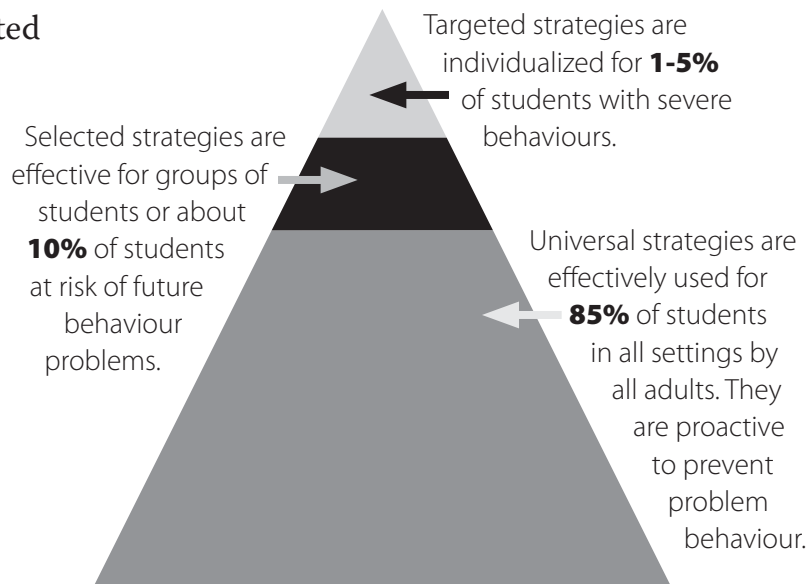 ted
Targeted strategies are
individualized for 1-5%
of students with severe
behaviours.
Selected strategies are
effective for groups of
students or about
10% of students
at risk of future
behaviour
problems.
Universal strategies are
effectively used for
85% of students
in all settings by
all adults. They
are proactive
to prevent
problem
behaviour.